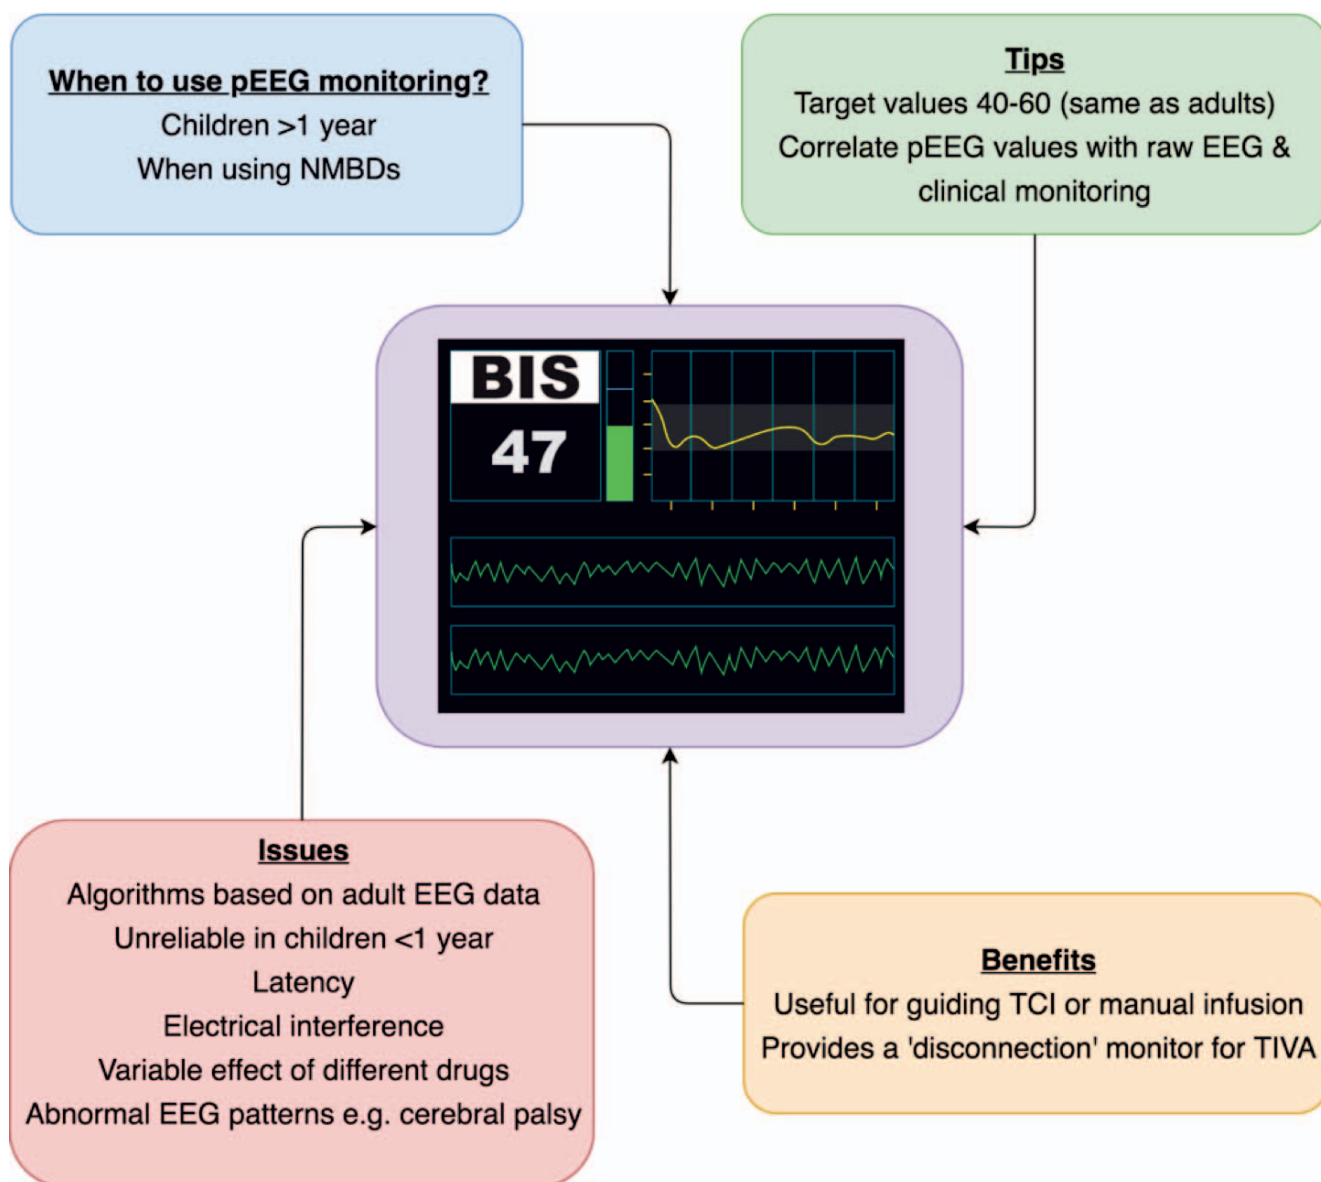 When to use pEEG monitoring?
Children >1 year
When using NMBDs
Tips
Target values 40-60 (same as adults)
Correlate pEEG values with raw EEG &
clinical monitoring
BIS
47
Issues
Algorithms based on adult EEG data
Unreliable in children <1 year
Latency
Electrical interference
Variable effect of different drugs
Abnormal EEG patterns e.g. cerebral palsy
Benefits
Useful for guiding TCI or manual infusion
Provides a 'disconnection' monitor for TIVA